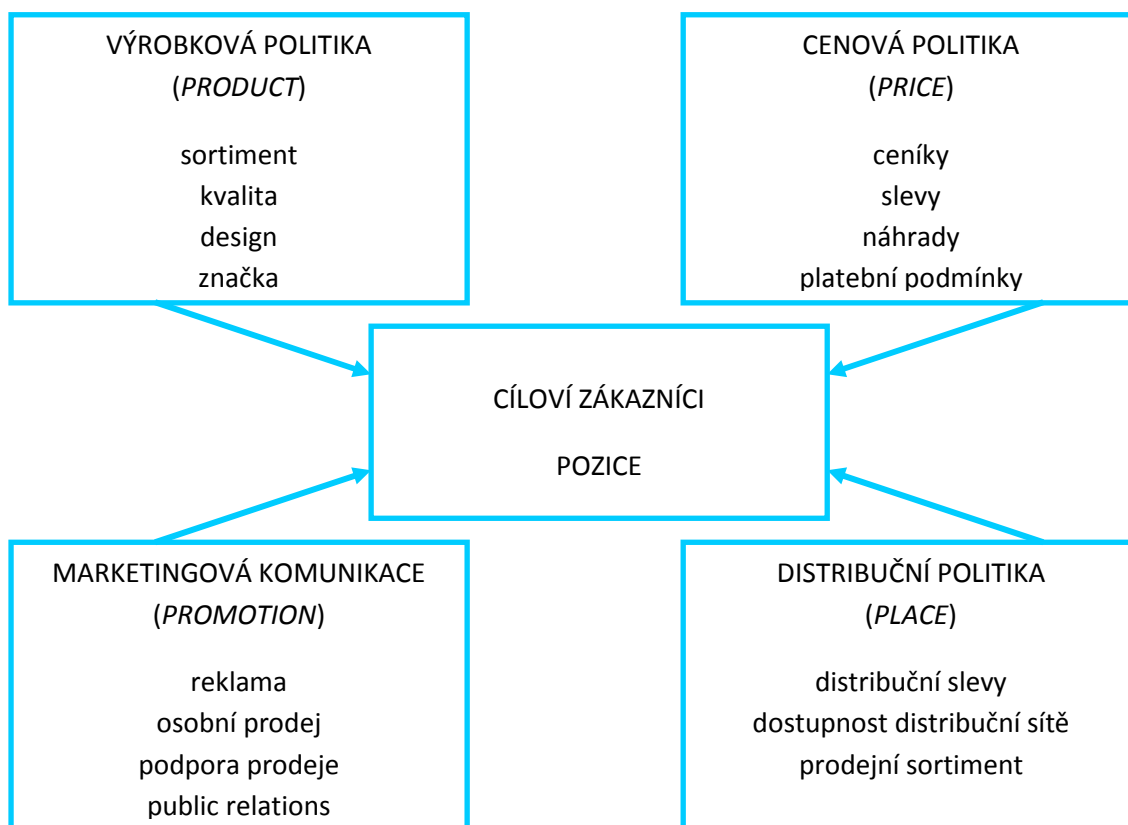 VÝROBKOVÁ POLITIKA
(PRODUCT)
sortiment
kvalita
design
značka
CENOVÁ POLITIKA
(PRICE)
ceníky
slevy
náhrady
platební podmínky
CÍLOVÍ ZÁKAZNÍCI
POZICE
MARKETINGOVÁ KOMUNIKACE
(PROMOTION)
reklama
osobní prodej
podpora prodeje
public relations
DISTRIBUČNÍ POLITIKA
(PLACE)
distribuční slevy
dostupnost distribuční sítě
prodejní sortiment